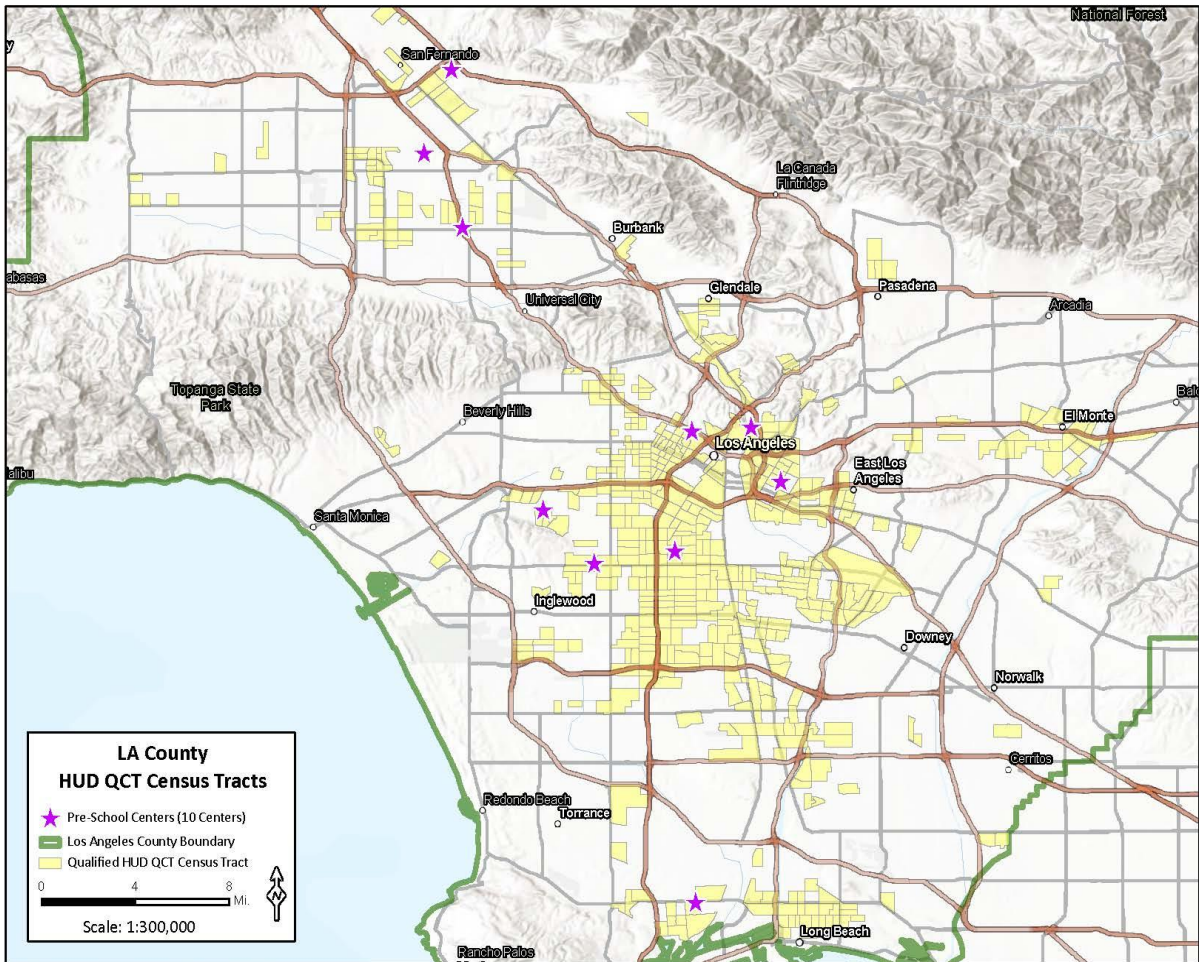 National Forest
y
San Fernando
La Canada
Flintridge
Burbank
abasas
Universal City
Glendale
Pasadena
Arcadia
Topanga State
Park
Beverly Hills
El Monte
Los Angeles
East Los
Angeles
alibu
Santa Monica
Inglewood
Downey
Norwalk
Cerritos
Redondo Beach
Torrance
Long Beach
Rancho Palos
LA County
HUD QCT Census Tracts
Pre-School Centers (10 Centers)
Los Angeles County Boundary
Qualified HUD QCT Census Tract
0 4 8
Mi.
N
Scale: 1:300,000